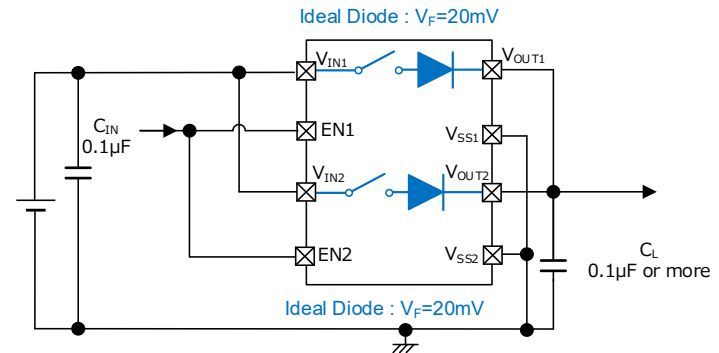 Ideal Diode : VF=20mV
VIN1
VOUT1
CIN
0.1µF
EN1
VSS1
VIN2
VOUT2
EN2
VSS2
CL
0.1µF or more
Ideal Diode : VF=20mV